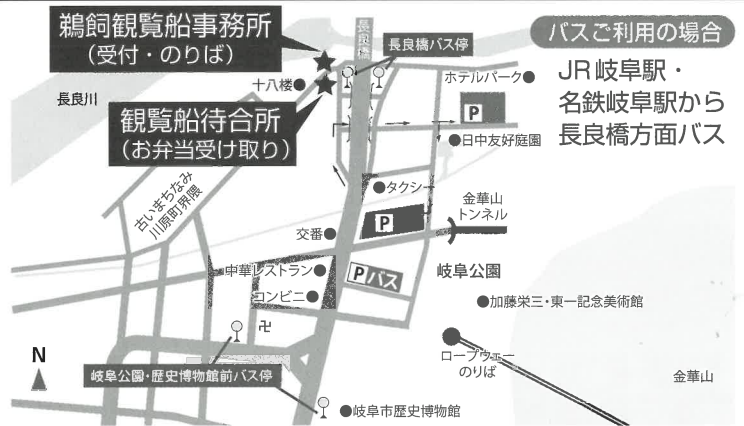 鵜飼観覧船事務所
（受付・のりば）
長良橋
長良橋バス停
バスご利用の場合
JR岐阜駅・
名鉄岐阜駅から
長良橋方面バス
十八楼
ホテルパーク
長良川
P
観覧船待合所
（お弁当受け取り）
日中友好庭園
タクシー
古いまちなみ
川原町界隈
P
金華山
トンネル
交番
中華レストラン
Pバス
岐阜公園
コンビニ
加藤栄三・東一記念美術館
卍
N
ロープウェー
のりば
岐阜公園・歴史博物館前バス停
金華山
岐阜市歴史博物館